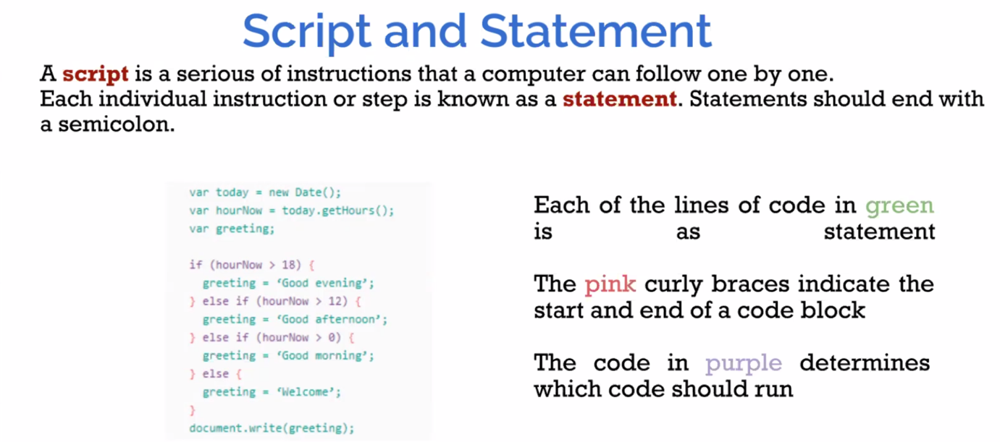 Script and Statement
A script is a serious of instructions that a computer can follow one by one.
Each individual instruction or step is known as a statement. Statements should end with
a semicolon.
var today = new Date();
var hourNow = today.getHours();
var greeting;
if (hourNow > 18) {
greeting = ‘Good evening’;
} else if (hourNow > 12) {
greeting = ‘Good afternoon’;
} else if (hourNow > 0) {
greeting = ‘Good morning’;
} else {
greeting = ‘Welcome’;
}
document.write(greeting);
Each of the lines of code in green
is as statement
The pink curly braces indicate the
start and end of a code block
The code in purple determines
which code should run